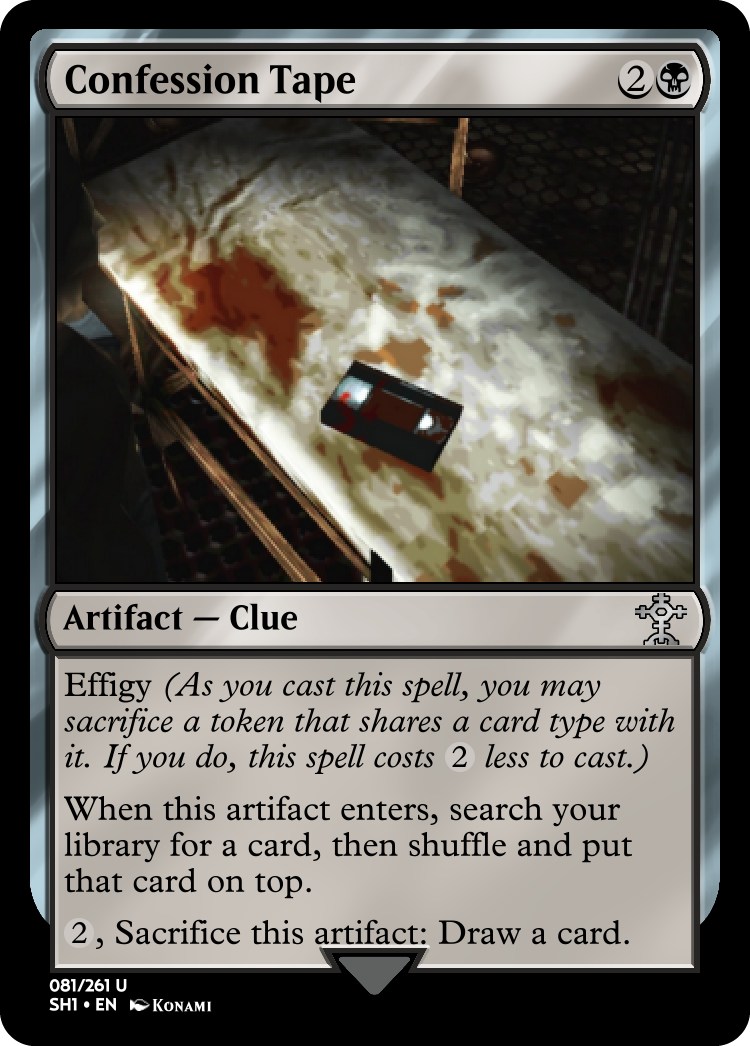 Confession Tape 2
Artifact — Clue
Effigy (As you cast this spell, you may
sacrifice a token that shares a card type with
it. If you do, this spell costs 2 less to cast.)
When this artifact enters, search your
library for a card, then shuffle and put
that card on top.
2, Sacrifice this artifact: Draw a card.
081/261 U
SH1 • EN KONAMI